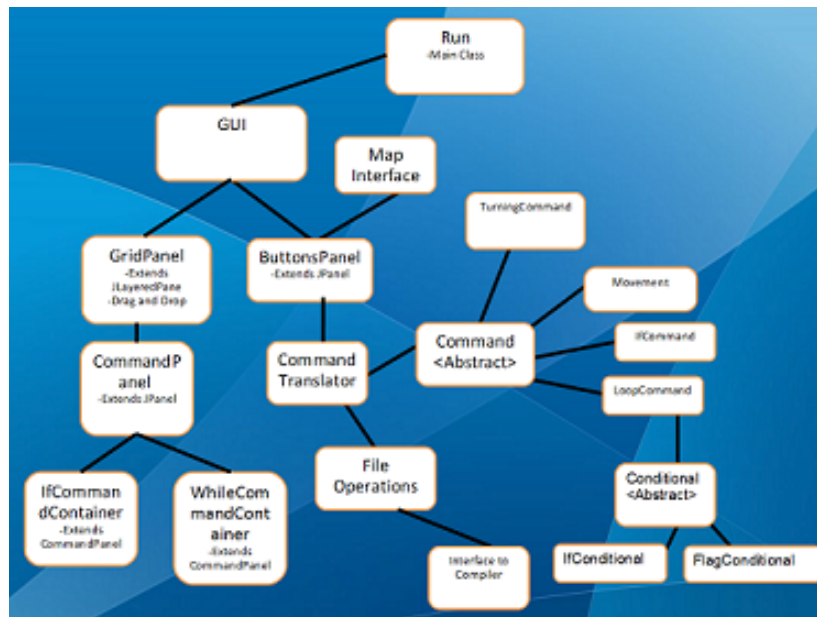 Run
-Main Class
GUI
Map
Interface
TurningCommand
GridPanel
-Extends
JLayeredPane
-Drag and Drop
ButtonsPanel
-Extends JPanel
Movement
Command
<Abstract>
IfCommand
CommandP
anel
-Extends JPanel
Command
Translator
LoopCommand
IfComman
dContainer
-Extends
CommandPanel
WhileCom
mandCont
ainer
-Extends
CommandPanel
File
Operations
Conditional
<Abstract>
Interface to
Compiler
IfConditional
FlagConditional